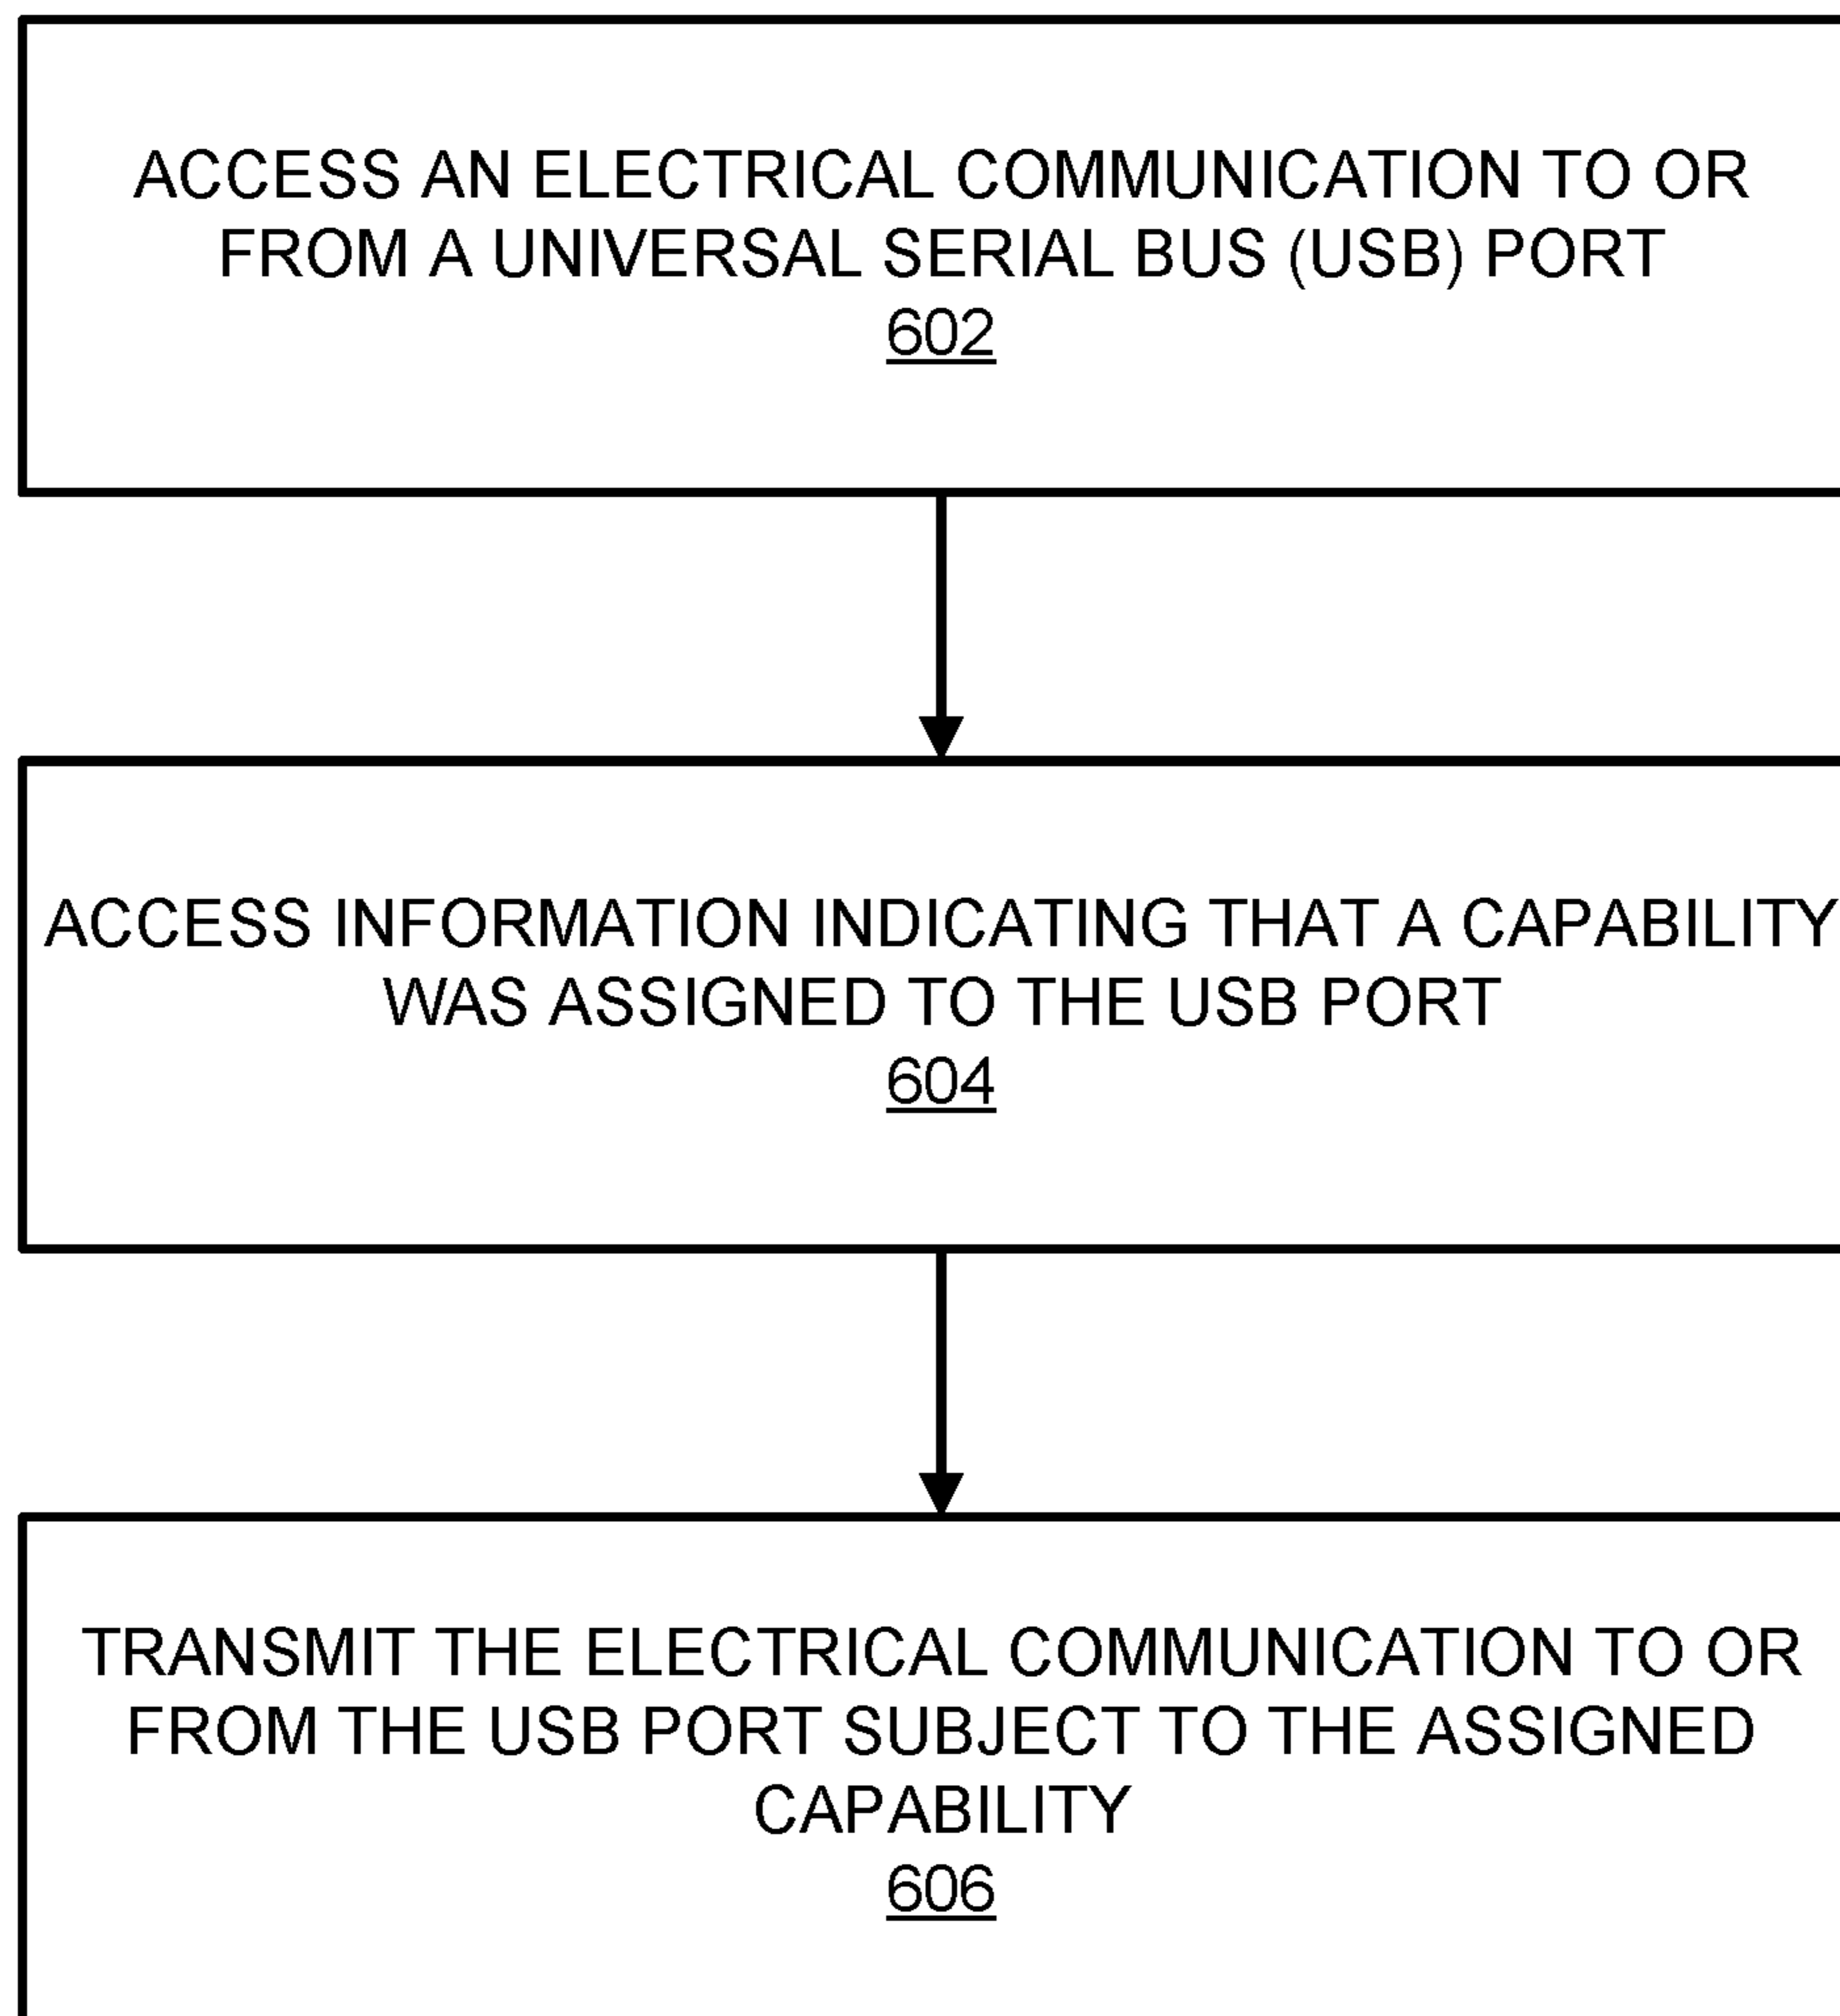 ACCESS AN ELECTRICAL COMMUNICATION TO OR
FROM A UNIVERSAL SERIAL BUS (USB) PORT
602
ACCESS INFORMATION INDICATING THAT A CAPABILITY
WAS ASSIGNED TO THE USB PORT
604
TRANSMIT THE ELECTRICAL COMMUNICATION TO OR
FROM THE USB PORT SUBJECT TO THE ASSIGNED
CAPABILITY
606